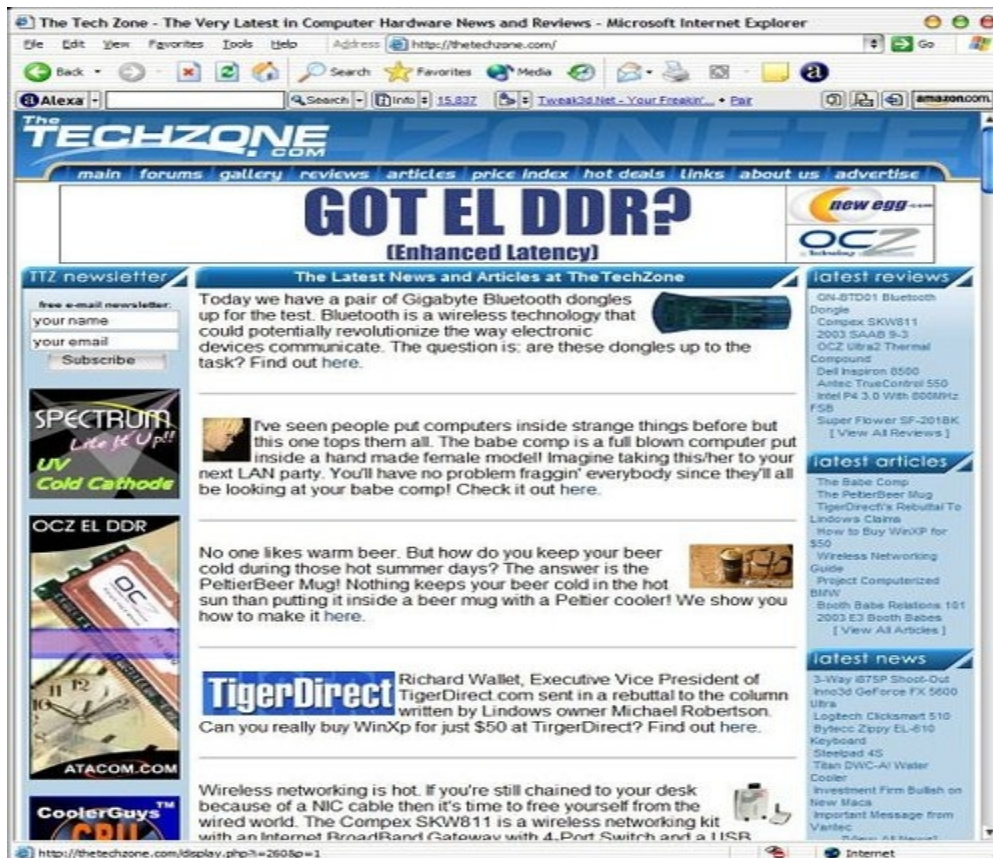 The Tech Zone - The Very Latest in Computer Hardware News and Reviews - Microsoft Internet Explorer
File Edit View Favorites Tools Help Address http://thetechzone.com/ Go
Back Search Favorites Media
Alexa Search Info 15,837 Tweak3d.Net - Your Freakin'... Pair amazon.com
The
TECHZONE
.COM
main forums gallery reviews articles price index hot deals links about us advertise
GOT EL DDR?
(Enhanced Latency)
new egg.com
OCZ
Technology
TTZ newsletter
free e-mail newsletter:
your name
your email
Subscribe
SPECTRUM
Lite It Up!!
UV
Cold Cathode
OCZ EL DDR
OCZ
ATACOM.COM
CoolerGuys™
CPU
The Latest News and Articles at TheTechZone
Today we have a pair of Gigabyte Bluetooth dongles
up for the test. Bluetooth is a wireless technology that
could potentially revolutionize the way electronic
devices communicate. The question is: are these dongles up to the
task? Find out here.
I've seen people put computers inside strange things before but
this one tops them all. The babe comp is a full blown computer put
inside a hand made female model! Imagine taking this/her to your
next LAN party. You'll have no problem fraggin' everybody since they'll all
be looking at your babe comp! Check it out here.
No one likes warm beer. But how do you keep your beer
cold during those hot summer days? The answer is the
PeltierBeer Mug! Nothing keeps your beer cold in the hot
sun than putting it inside a beer mug with a Peltier cooler! We show you
how to make it here.
TigerDirect
Richard Wallet, Executive Vice President of
TigerDirect.com sent in a rebuttal to the column
written by Lindows owner Michael Robertson.
Can you really buy WinXp for just $50 at TirgerDirect? Find out here.
Wireless networking is hot. If you're still chained to your desk
because of a NIC cable then it's time to free yourself from the
wired world. The Compex SKW811 is a wireless networking kit
with an Internet BroadBand Gateway with 4-Port Switch and a USB
latest reviews
GN-BTD01 Bluetooth
Dongle
Compex SKW811
2003 SAAB 9-3
OCZ Ultra2 Thermal
Compound
Dell Inspiron 8500
Antec TrueControl 550
Intel P4 3.0 With 800MHz
FSB
Super Flower SF-201BK
[ View All Reviews ]
latest articles
The Babe Comp
The PeltierBeer Mug
TigerDirect\'s Rebuttal To
Lindows Claims
How to Buy WinXP for
$50
Wireless Networking
Guide
Project Computerized
BMW
Booth Babe Relations 101
2003 E3 Booth Babes
[ View All Articles ]
latest news
3-Way i875P Shoot-Out
Inno3d GeForce FX 5600
Ultra
Logitech Clicksmart 510
Bytecc Zippy EL-610
Keyboard
Steelpad 4S
Titan DWC-A! Water
Cooler
Investment Firm Bullish on
New Macs
Important Message from
Vantec
[View All News]
http://thetechzone.com/display.php?i=260&p=1
Internet